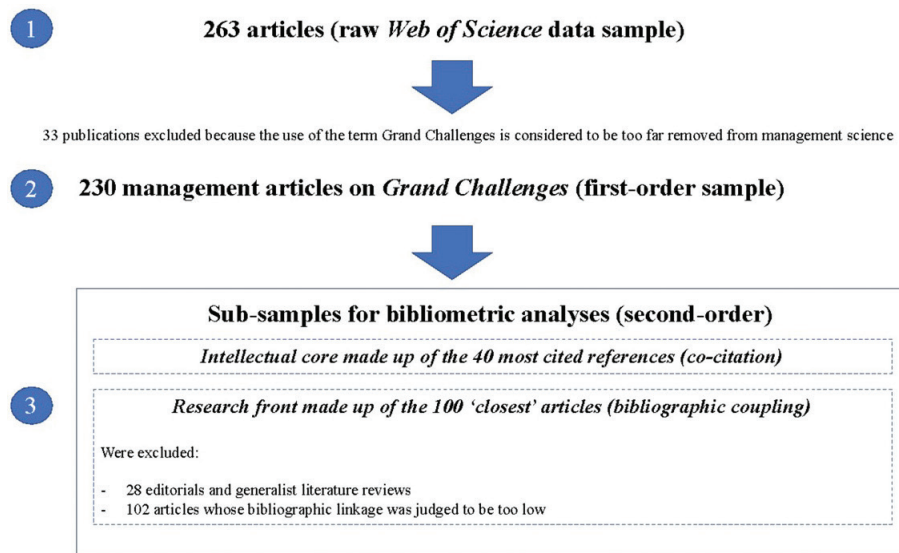 1
263 articles (raw Web of Science data sample)
33 publications excluded because the use of the term Grand Challenges is considered to be too far removed from management science
2
230 management articles on Grand Challenges (first-order sample)
Sub-samples for bibliometric analyses (second-order)
Intellectual core made up of the 40 most cited references (co-citation)
3
Research front made up of the 100 ‘closest’ articles (bibliographic coupling)
Were excluded:
- 28 editorials and generalist literature reviews
- 102 articles whose bibliographic linkage was judged to be too low